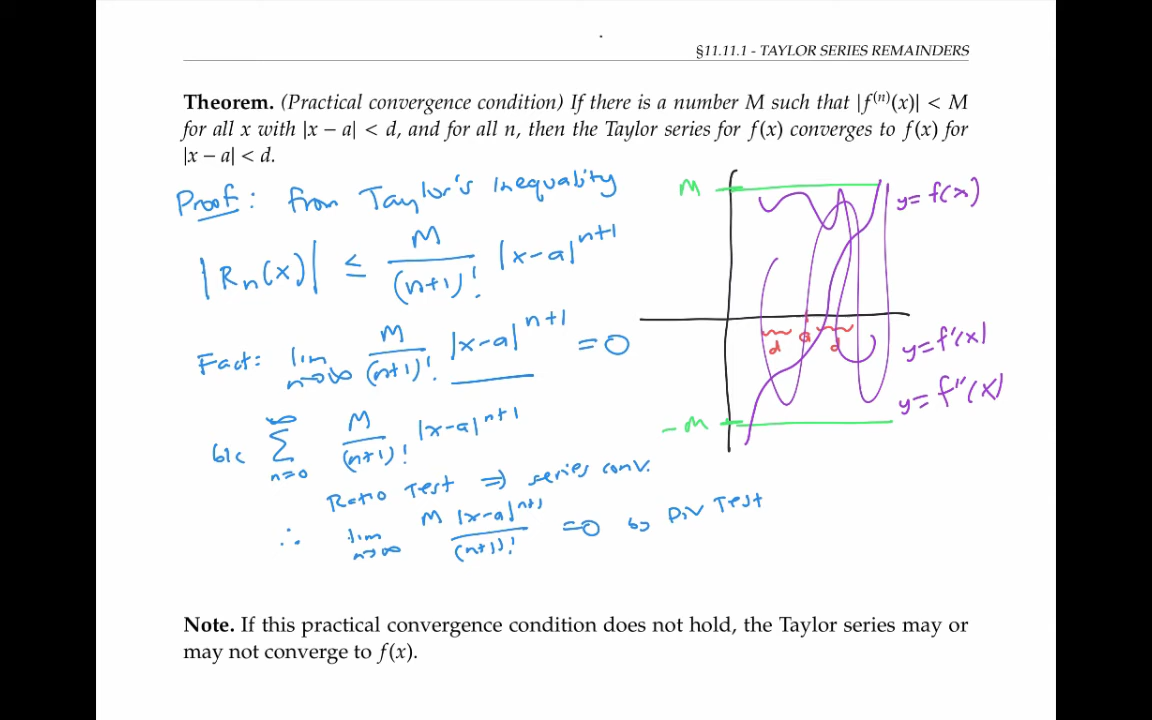 §11.11.1 - TAYLOR SERIES REMAINDERS
Theorem. (Practical convergence condition) If there is a number M such that |f⁽ⁿ⁾(x)| < M
for all x with |x − a| < d, and for all n, then the Taylor series for f(x) converges to f(x) for
|x − a| < d.
Proof: from Taylor's Inequality
|Rₙ(x)| ≤ M/(n+1)! |x-a|ⁿ⁺¹
Fact: lim n→∞ M/(n+1)! |x-a|ⁿ⁺¹ = 0
b/c ∞ Σ n=0 M/(n+1)! |x-a|ⁿ⁺¹
Ratio Test ⇒ series conv.
∴ lim n→∞ M |x-a|ⁿ⁺¹/(n+1)! = 0 by Div Test
M
y = f(x)
d a d
y = f'(x)
y = f''(x)
-M
Note. If this practical convergence condition does not hold, the Taylor series may or
may not converge to f(x).